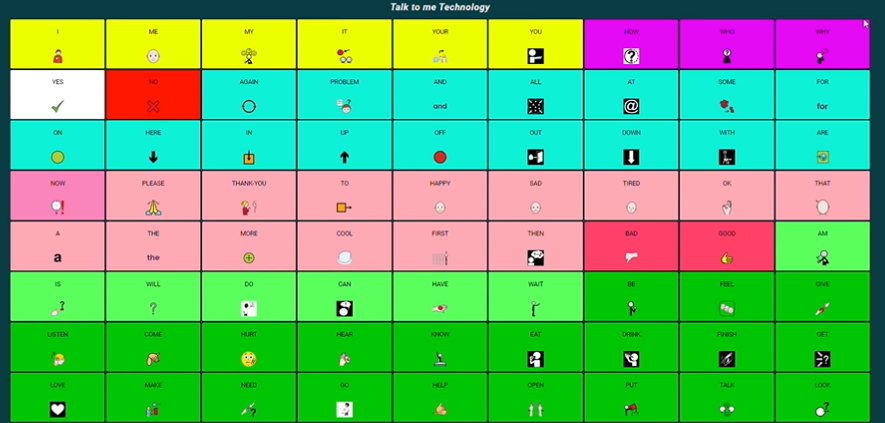 Talk to me Technology
I ME MY IT YOUR YOU HOW WHO WHY
YES NO AGAIN PROBLEM AND ALL AT SOME FOR
and @ for
ON HERE IN UP OFF OUT DOWN WITH ARE
NOW PLEASE THANK-YOU TO HAPPY SAD TIRED OK THAT
A THE MORE COOL FIRST THEN BAD GOOD AM
a the
IS WILL DO CAN HAVE WAIT BE FEEL GIVE
LISTEN COME HURT HEAR KNOW EAT DRINK FINISH GET
LOVE MAKE NEED GO HELP OPEN PUT TALK LOOK